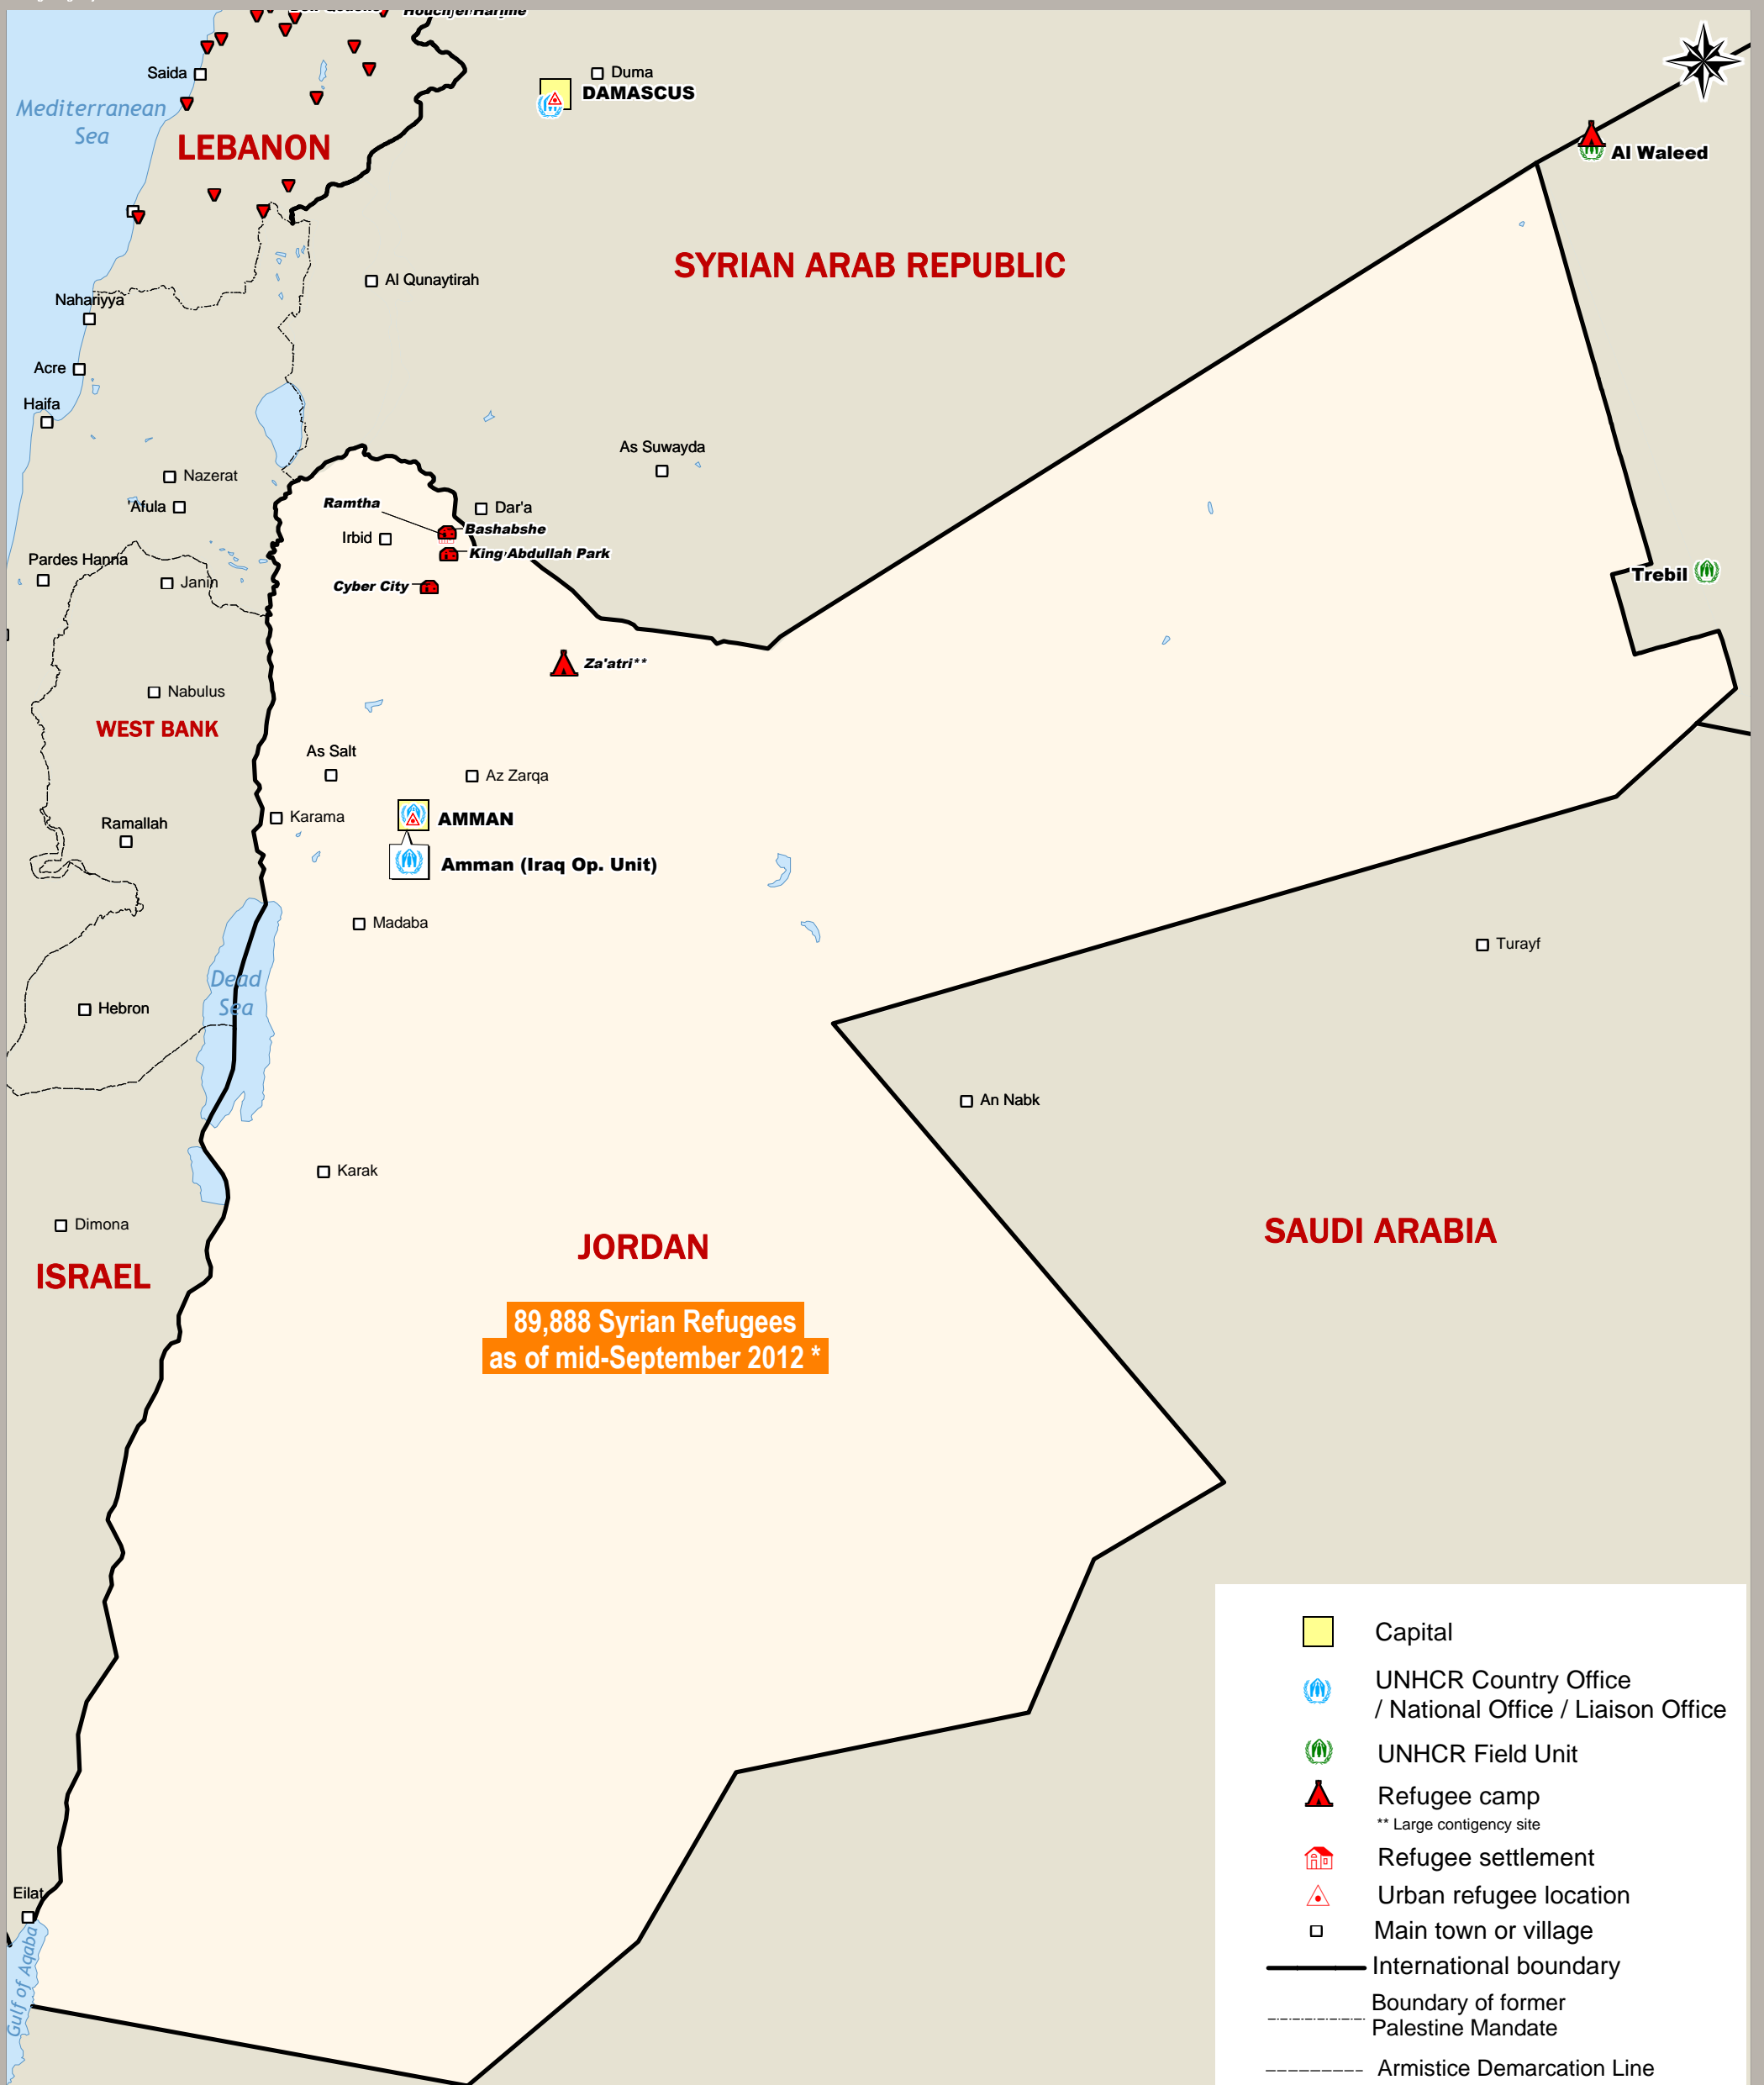 Houchjel Harjme
Saida
Duma
DAMASCUS
Mediterranean
Sea
LEBANON
Al Waleed
SYRIAN ARAB REPUBLIC
Al Qunaytirah
Nahariyya
Acre
Haifa
As Suwayda
Nazerat
'Afula
Ramtha
Dar'a
Bashabshe
Irbid
King Abdullah Park
Pardes Hanna
Janin
Cyber City
Trebil
Za'atri**
Nabulus
WEST BANK
As Salt
Az Zarqa
Karama
AMMAN
Ramallah
Amman (Iraq Op. Unit)
Madaba
Turayf
Dead
Sea
Hebron
An Nabk
Karak
Dimona
SAUDI ARABIA
JORDAN
ISRAEL
89,888 Syrian Refugees
as of mid-September 2012 *
Eilat
Gulf of Aqaba
Capital
UNHCR Country Office
/ National Office / Liaison Office
UNHCR Field Unit
Refugee camp
** Large contigency site
Refugee settlement
Urban refugee location
Main town or village
International boundary
Boundary of former
Palestine Mandate
Armistice Demarcation Line